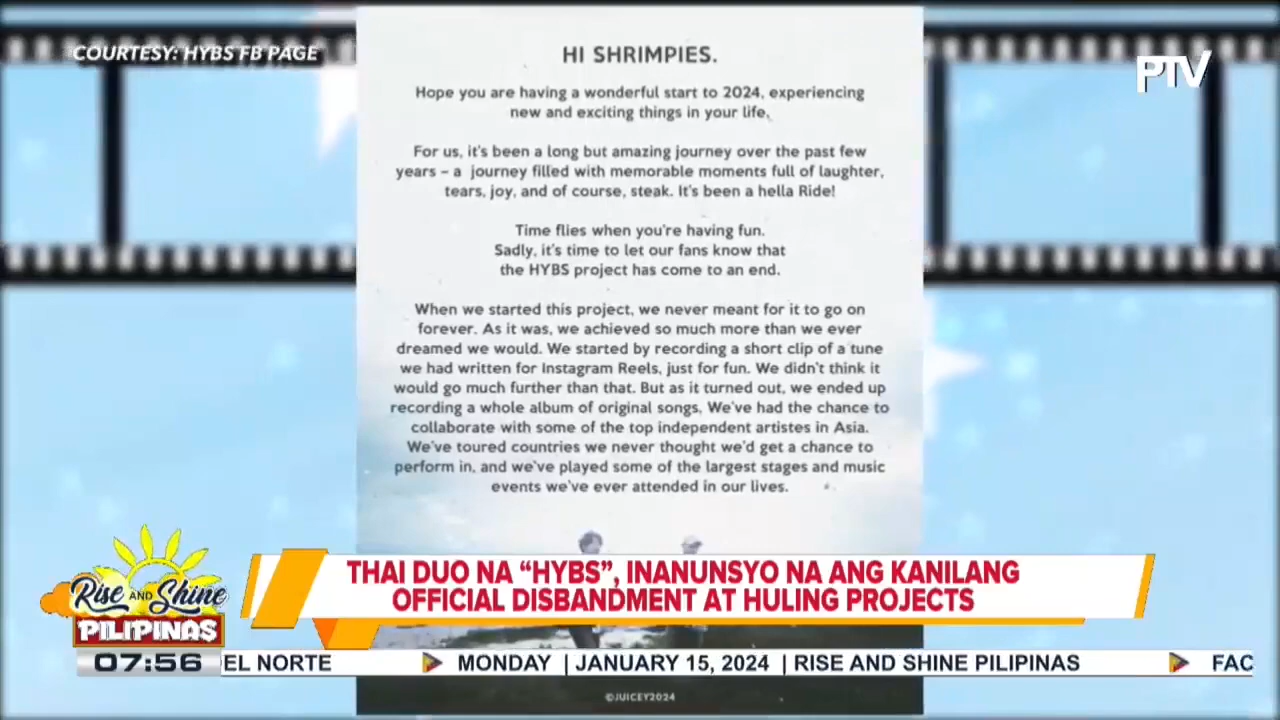 COURTESY: HYBS FB PAGE
PTV
HI SHRIMPIES.
Hope you are having a wonderful start to 2024, experiencing
new and exciting things in your life.
For us, it's been a long but amazing journey over the past few
years – a journey filled with memorable moments full of laughter,
tears, joy, and of course, steak. It's been a hella Ride!
Time flies when you're having fun.
Sadly, it's time to let our fans know that
the HYBS project has come to an end.
When we started this project, we never meant for it to go on
forever. As it was, we achieved so much more than we ever
dreamed we would. We started by recording a short clip of a tune
we had written for Instagram Reels, just for fun. We didn't think it
would go much further than that. But as it turned out, we ended up
recording a whole album of original songs. We've had the chance to
collaborate with some of the top independent artistes in Asia.
We've toured countries we never thought we'd get a chance to
perform in, and we've played some of the largest stages and music
events we've ever attended in our lives.
THAI DUO NA “HYBS”, INANUNSYO NA ANG KANILANG
OFFICIAL DISBANDMENT AT HULING PROJECTS
Rise AND Shine
PILIPINAS
07:56
EL NORTE
MONDAY | JANUARY 15, 2024 | RISE AND SHINE PILIPINAS
FAC
©JUICEY2024